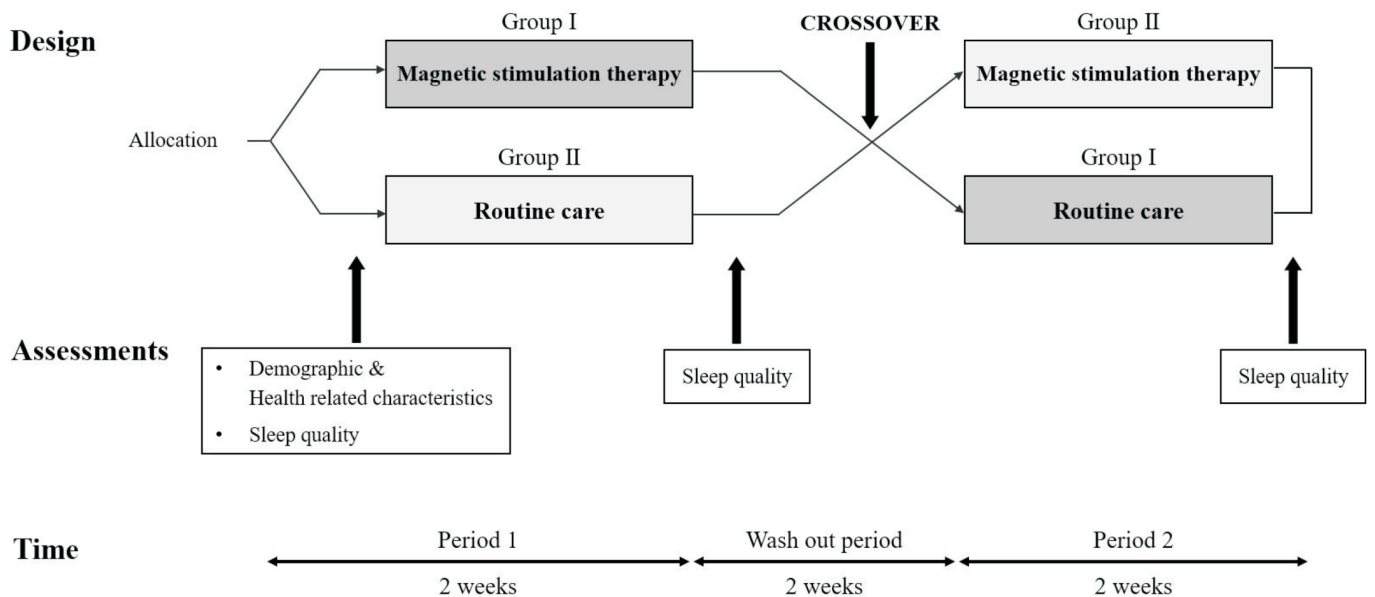 Design
Group I
CROSSOVER
Group II
Magnetic stimulation therapy
Magnetic stimulation therapy
Allocation
Group II
Group I
Routine care
Routine care
Assessments
• Demographic &
Health related characteristics
• Sleep quality
Sleep quality
Sleep quality
Time
Period 1
Wash out period
Period 2
2 weeks
2 weeks
2 weeks